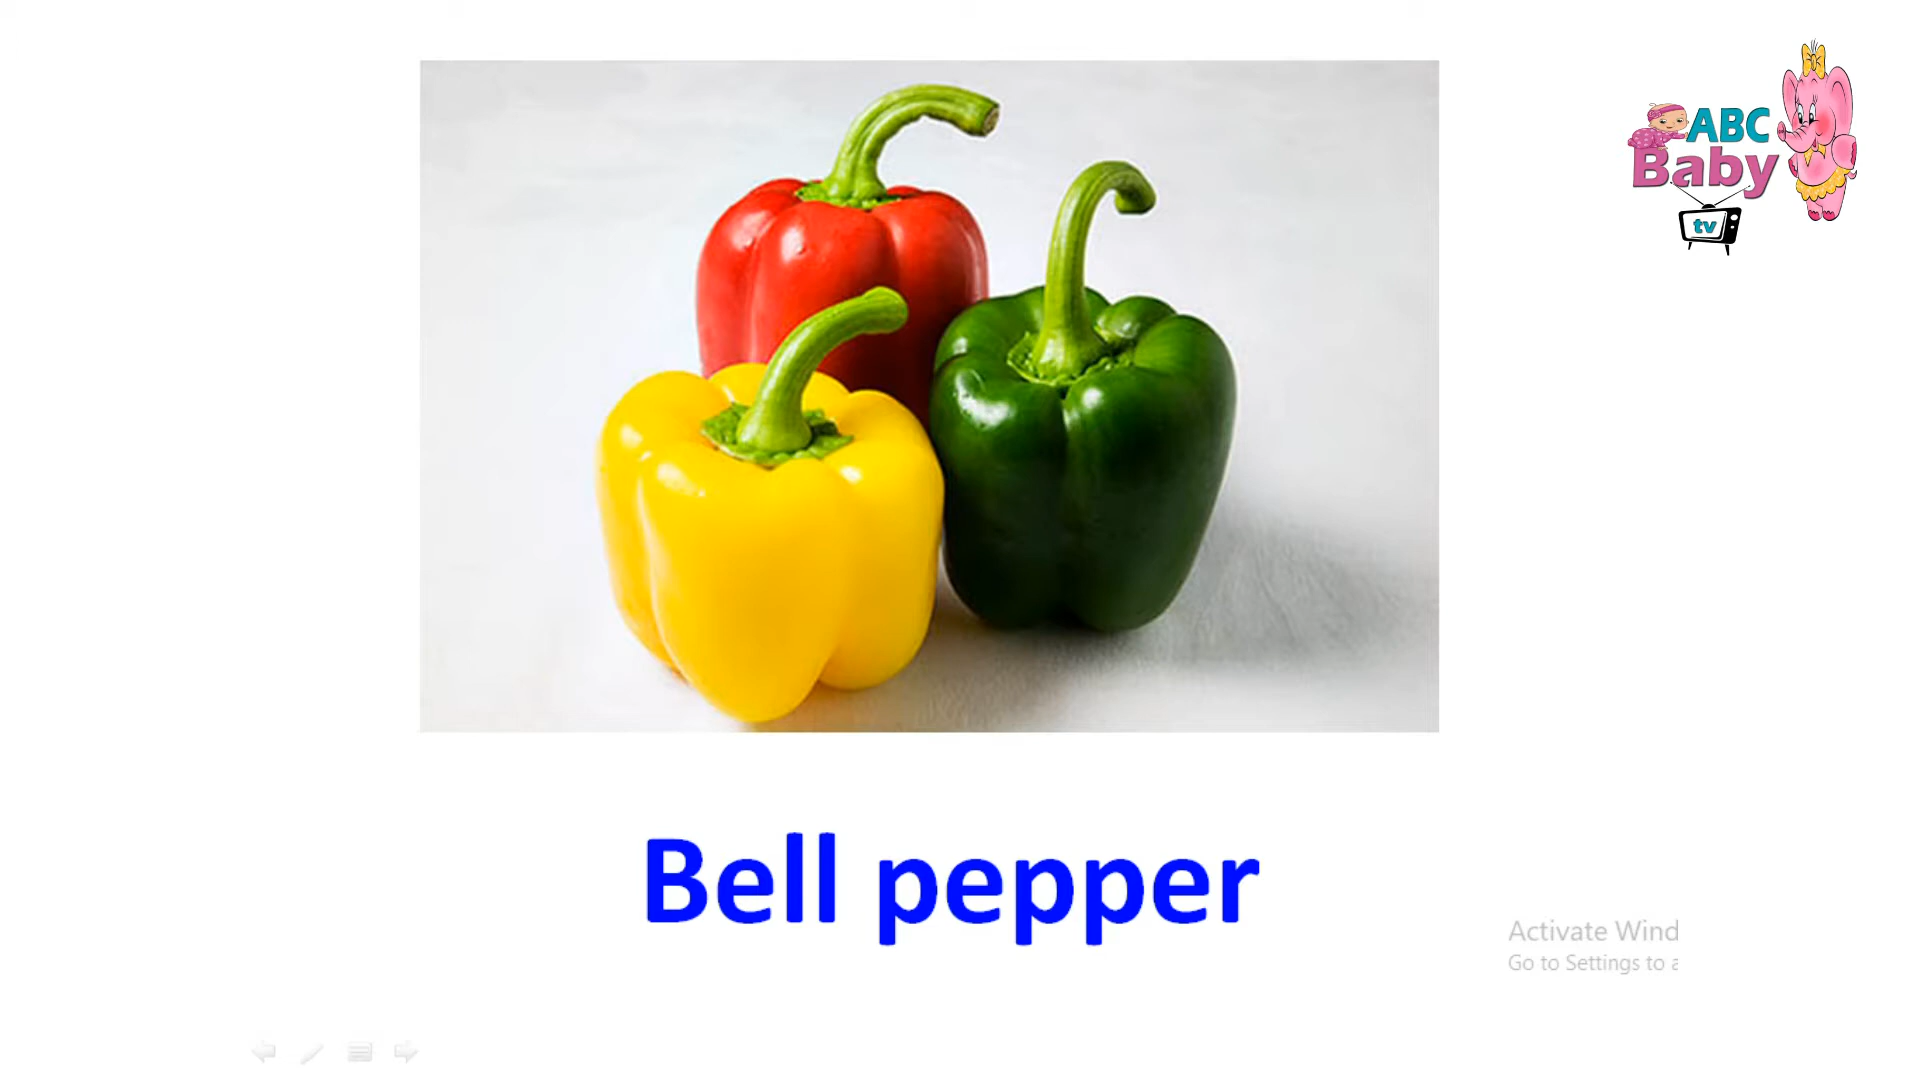 ABC
Baby
tv
Bell pepper
Activate Wind
Go to Settings to a